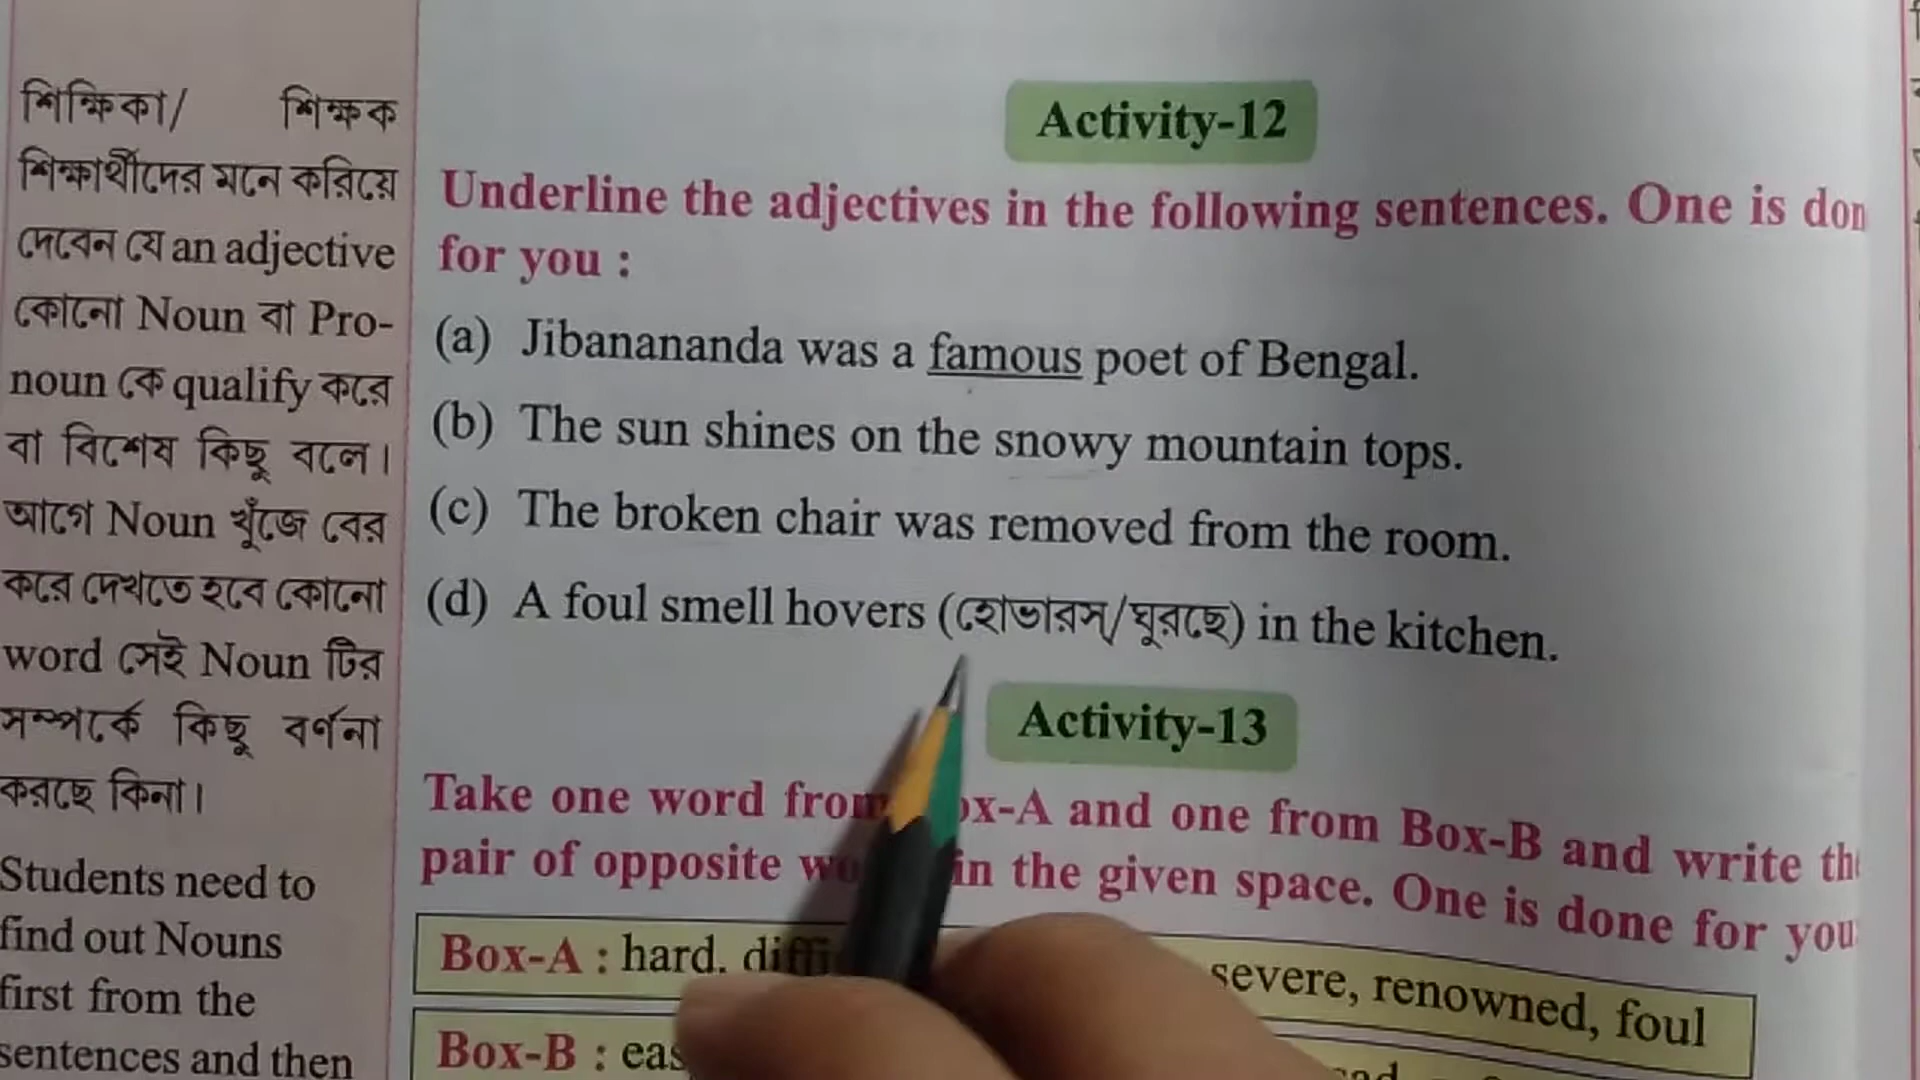 শিক্ষিকা/ শিক্ষক
শিক্ষার্থীদের মনে করিয়ে
দেবেন যে an adjective
কোনো Noun বা Pro-
noun কে qualify করে
বা বিশেষ কিছু বলে।
আগে Noun খুঁজে বের
করে দেখতে হবে কোনো
word সেই Noun টির
সম্পর্কে কিছু বর্ণনা
করছে কিনা।
Students need to
find out Nouns
first from the
sentences and then
Activity-12
Underline the adjectives in the following sentences. One is don
for you :
(a) Jibanananda was a famous poet of Bengal.
(b) The sun shines on the snowy mountain tops.
(c) The broken chair was removed from the room.
(d) A foul smell hovers (হোভারস্/ঘুরছে) in the kitchen.
Activity-13
Take one word from ox-A and one from Box-B and write th
pair of opposite in the given space. One is done for you
Box-A : hard, severe, renowned, foul
Box-B :